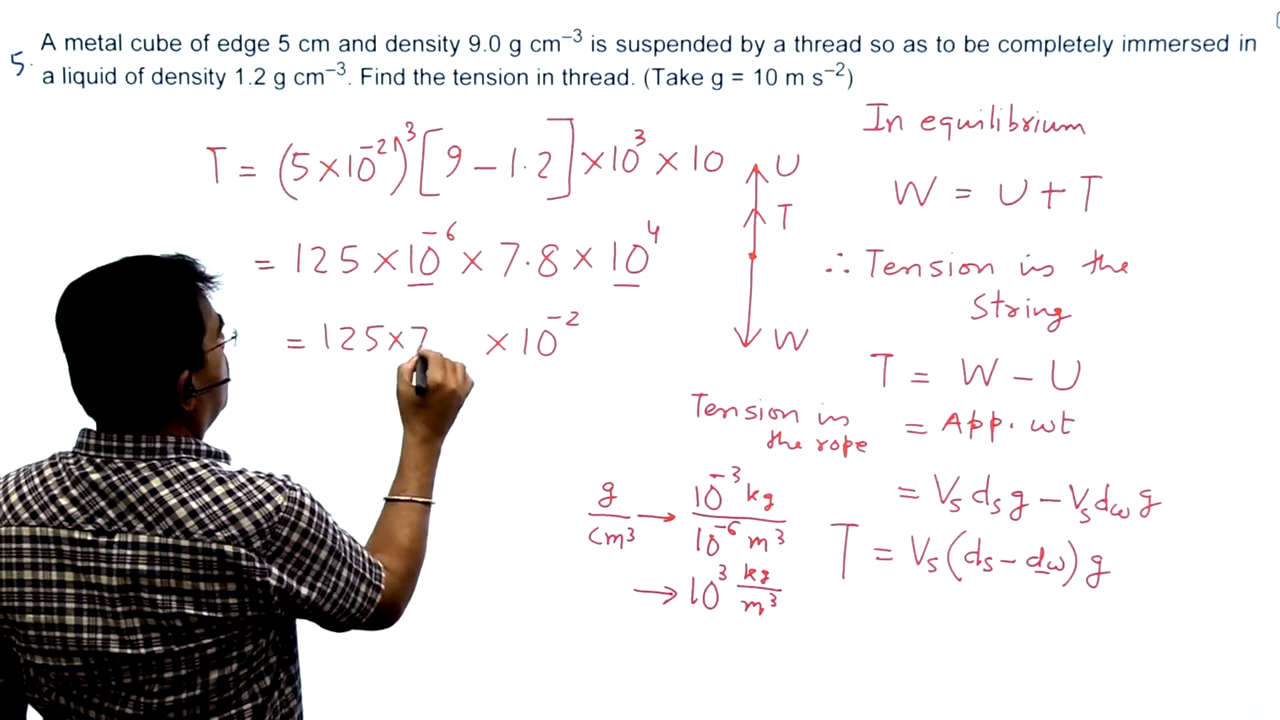 5.
A metal cube of edge 5 cm and density 9.0 g cm⁻³ is suspended by a thread so as to be completely immersed in
a liquid of density 1.2 g cm⁻³. Find the tension in thread. (Take g = 10 m s⁻²)
T = (5×10⁻²)³ [9 – 1.2] ×10³ × 10
= 125 × 10⁻⁶ × 7.8 × 10⁴
= 125×7 × 10⁻²
U
T
W
In equilibrium
W = U + T
∴ Tension in the
String
T = W – U
= App. wt
= Vₛ dₛ g – Vₛ d𝓌 g
T = Vₛ (dₛ – d𝓌) g
Tension in
the rope
g/cm³ → 10⁻³ kg / 10⁻⁶ m³
→ 10³ kg/m³